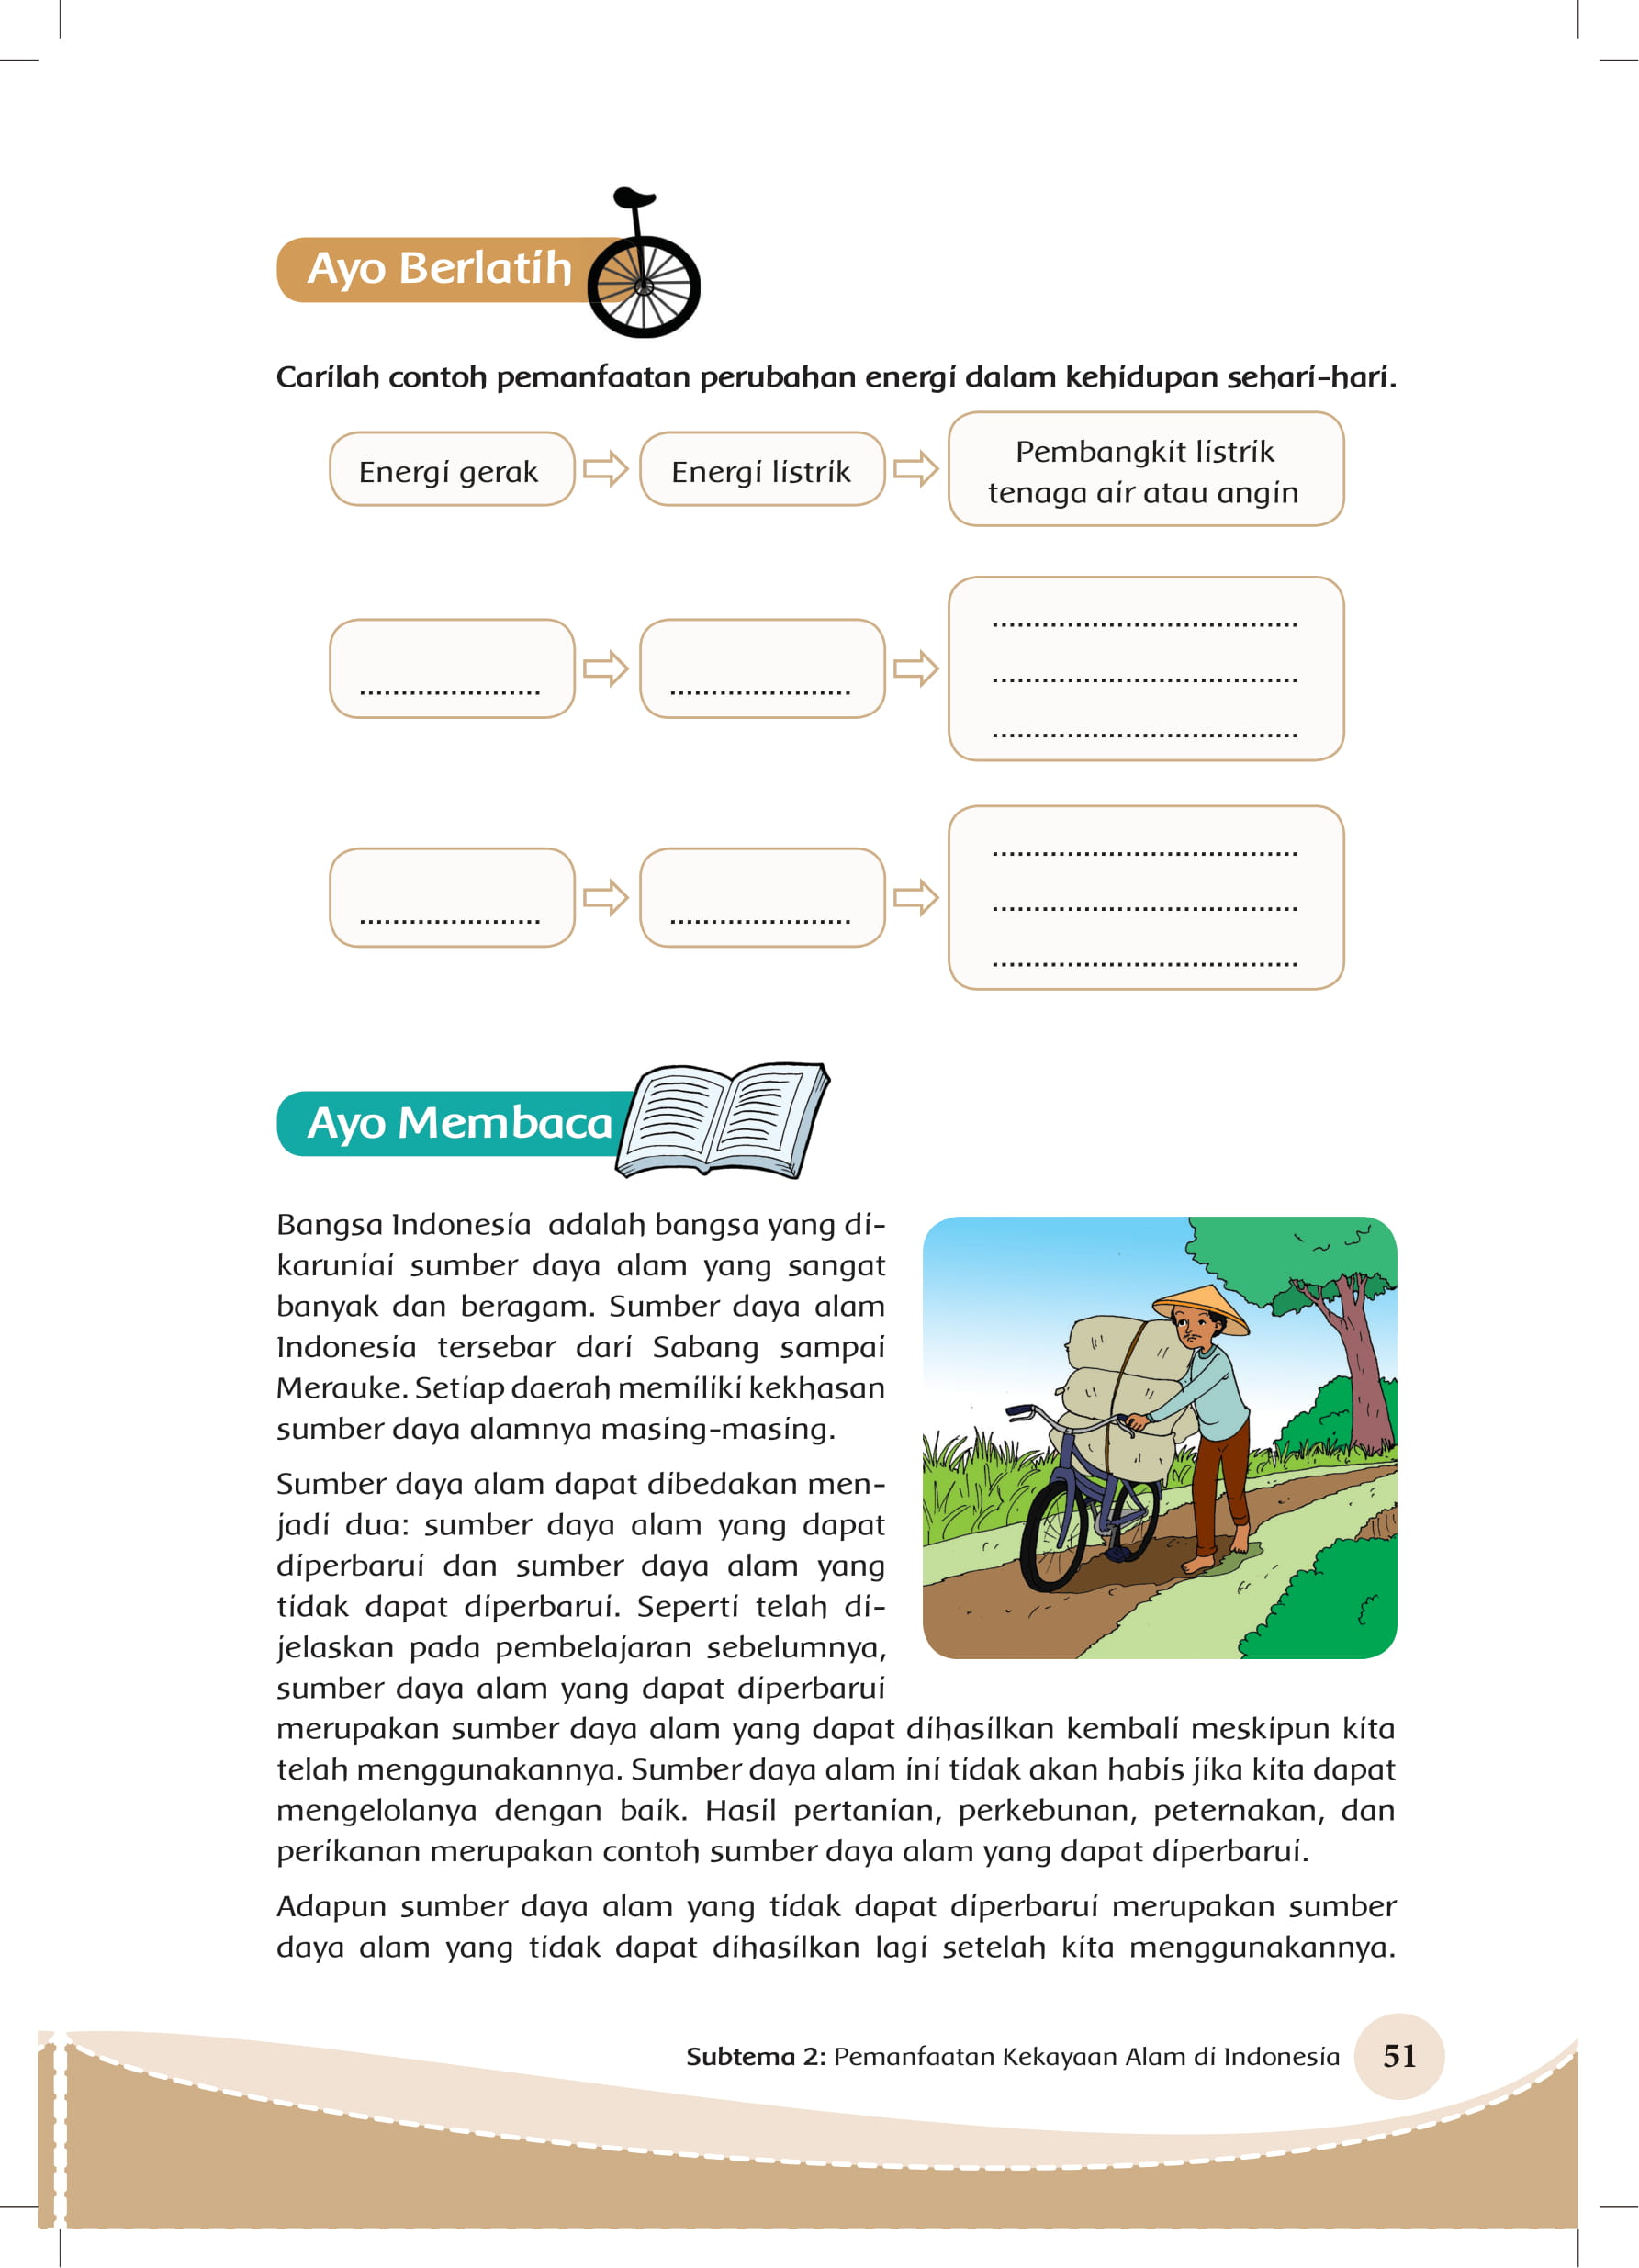 Ayo Berlatih
Carilah contoh pemanfaatan perubahan energi dalam kehidupan sehari-hari.
Energi gerak
Energi listrik
Pembangkit listrik
tenaga air atau angin
......................
......................
.....................................
.....................................
.....................................
......................
......................
.....................................
.....................................
.....................................
Ayo Membaca
Bangsa Indonesia adalah bangsa yang di-
karuniai sumber daya alam yang sangat
banyak dan beragam. Sumber daya alam
Indonesia tersebar dari Sabang sampai
Merauke. Setiap daerah memiliki kekhasan
sumber daya alamnya masing-masing.
Sumber daya alam dapat dibedakan men-
jadi dua: sumber daya alam yang dapat
diperbarui dan sumber daya alam yang
tidak dapat diperbarui. Seperti telah di-
jelaskan pada pembelajaran sebelumnya,
sumber daya alam yang dapat diperbarui
merupakan sumber daya alam yang dapat dihasilkan kembali meskipun kita
telah menggunakannya. Sumber daya alam ini tidak akan habis jika kita dapat
mengelolanya dengan baik. Hasil pertanian, perkebunan, peternakan, dan
perikanan merupakan contoh sumber daya alam yang dapat diperbarui.
Adapun sumber daya alam yang tidak dapat diperbarui merupakan sumber
daya alam yang tidak dapat dihasilkan lagi setelah kita menggunakannya.
Subtema 2: Pemanfaatan Kekayaan Alam di Indonesia
51